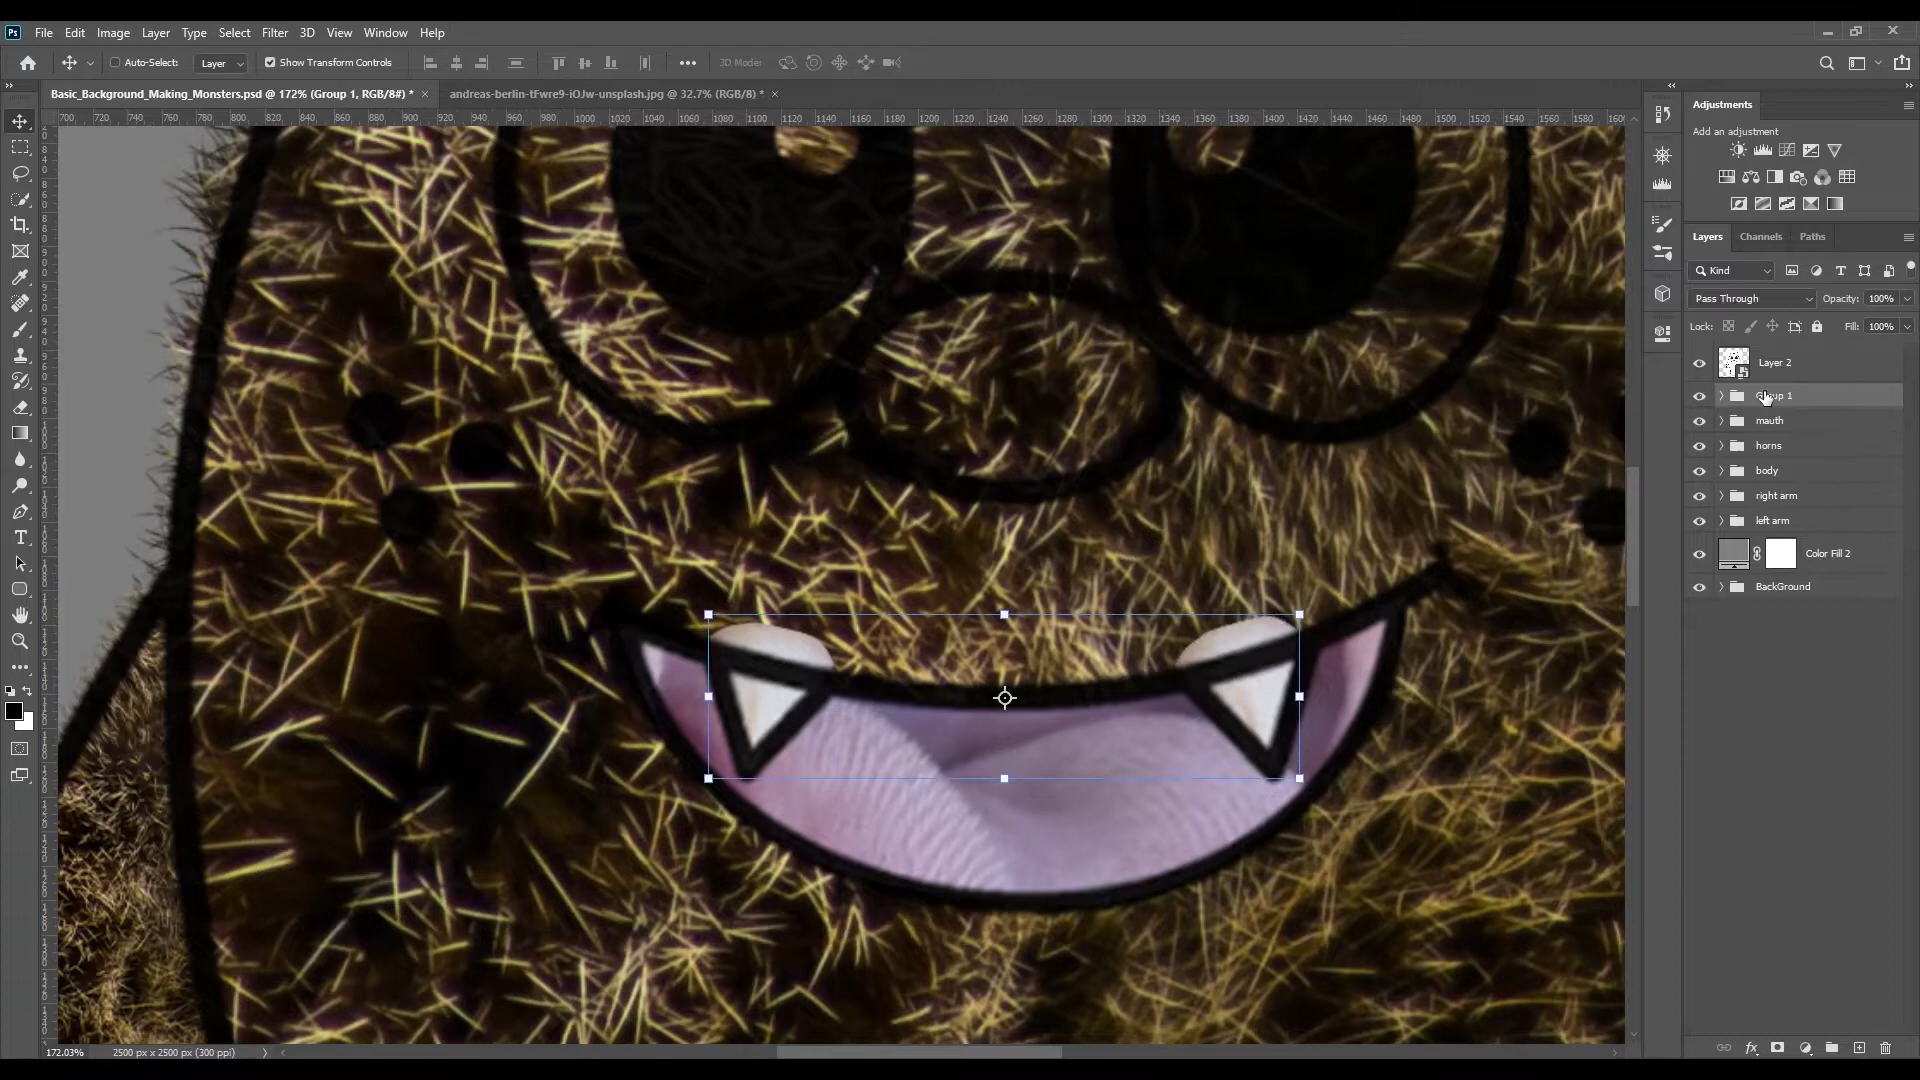 Ps File Edit Image Layer Type Select Filter 3D View Window Help
Auto-Select: Layer Show Transform Controls 3D Mode:
Basic_Background_Making_Monsters.psd @ 172% (Group 1, RGB/8#) * andreas-berlin-tFwre9-iOJw-unsplash.jpg @ 32.7% (RGB/8) *
700 720 740 760 780 800 820 840 860 880 900 920 940 960 980 1000 1020 1040 1060 1080 1100 1120 1140 1160 1180 1200 1220 1240 1260 1280 1300 1320 1340 1360 1380 1400 1420 1440 1460 1480 1500 1520 1540 1560 1580 1600
Adjustments
Add an adjustment
Layers Channels Paths
Kind
Pass Through Opacity: 100%
Lock: Fill: 100%
Layer 2
mauth
horns
body
right arm
left arm
Color Fill 2
BackGround
172.03% 2500 px x 2500 px (300 ppi)
fx